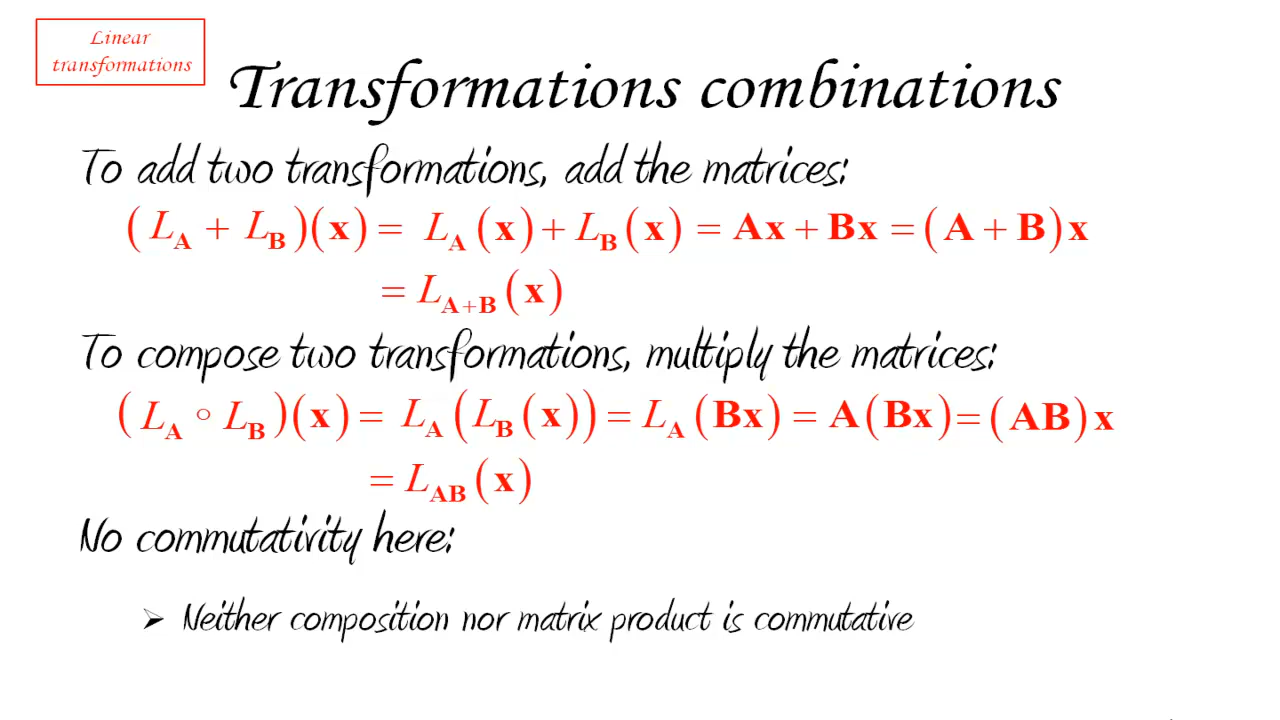 Linear
transformations
Transformations combinations
To add two transformations, add the matrices:
(L_A + L_B)(x) = L_A(x) + L_B(x) = Ax + Bx = (A + B)x
= L_{A+B}(x)
To compose two transformations, multiply the matrices:
(L_A ∘ L_B)(x) = L_A(L_B(x)) = L_A(Bx) = A(Bx) = (AB)x
= L_{AB}(x)
No commutativity here:
➢ Neither composition nor matrix product is commutative